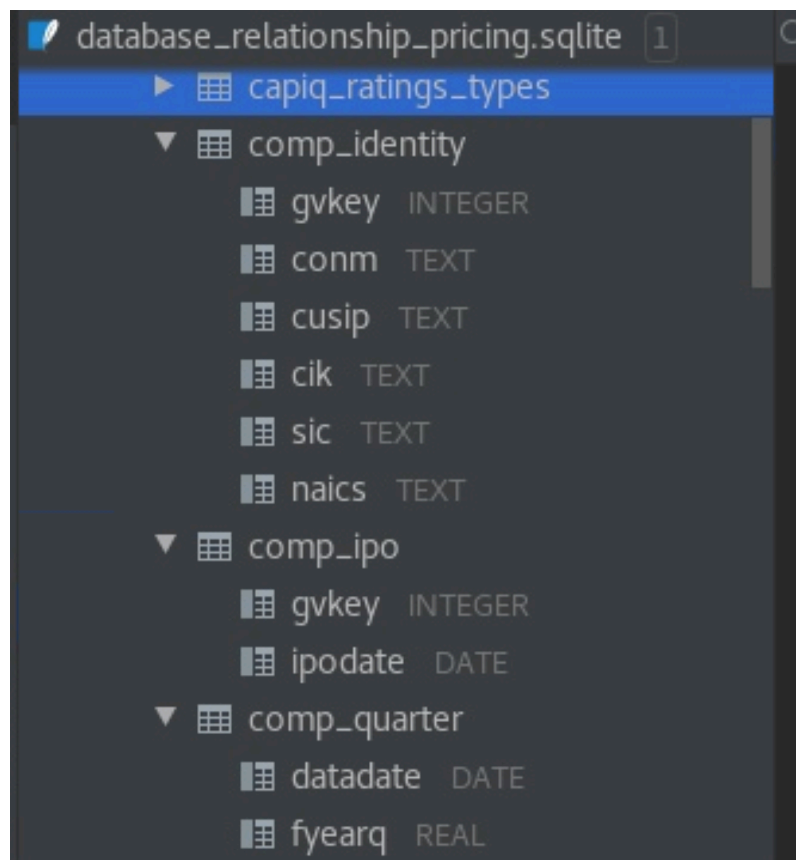 database_relationship_pricing.sqlite 1
capiq_ratings_types
comp_identity
gvkey INTEGER
conm TEXT
cusip TEXT
cik TEXT
sic TEXT
naics TEXT
comp_ipo
gvkey INTEGER
ipodate DATE
comp_quarter
datadate DATE
fyearq REAL